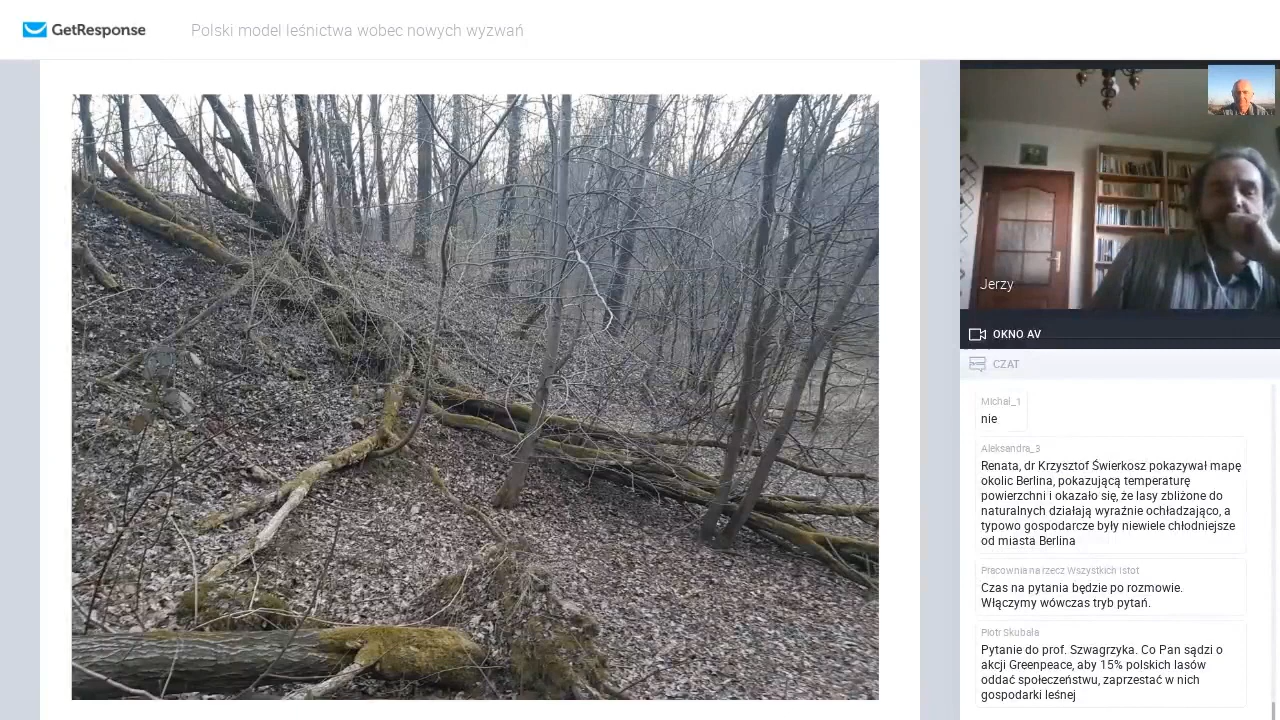 GetResponse
Polski model leśnictwa wobec nowych wyzwań
Jerzy
OKNO AV
CZAT
Michał_1
nie
Aleksandra_3
Renata, dr Krzysztof Świerkosz pokazywał mapę
okolic Berlina, pokazującą temperaturę
powierzchni i okazało się, że lasy zbliżone do
naturalnych działają wyraźnie ochładzająco, a
typowo gospodarcze były niewiele chłodniejsze
od miasta Berlina
Pracownia na rzecz Wszystkich Istot
Czas na pytania będzie po rozmowie.
Włączymy wówczas tryb pytań.
Piotr Skubała
Pytanie do prof. Szwagrzyka. Co Pan sądzi o
akcji Greenpeace, aby 15% polskich lasów
oddać społeczeństwu, zaprzestać w nich
gospodarki leśnej